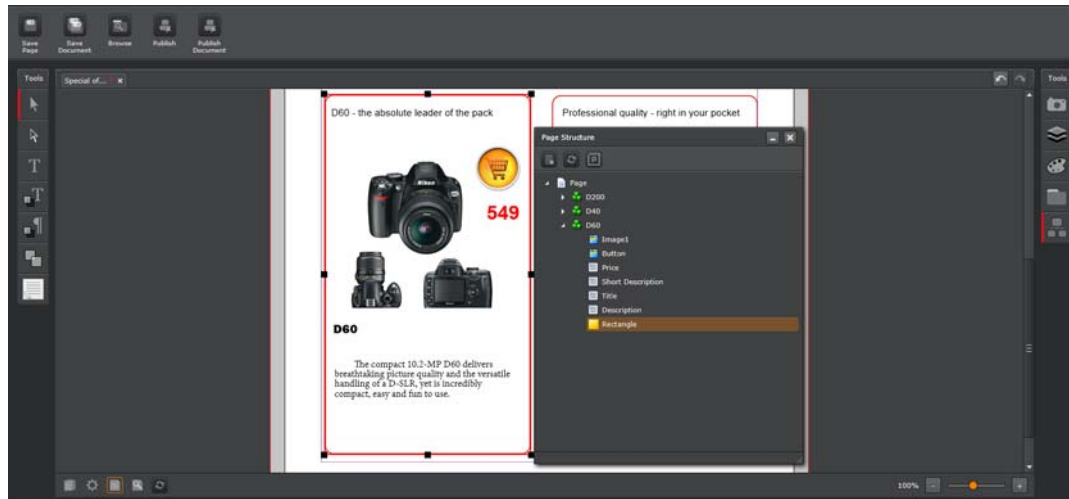 Save
Page
Save
Document
Browse
Publish
Publish
Document
Tools
Special of...
x
Tools
D60 - the absolute leader of the pack
Nikon
549
D60
The compact 10.2-MP D60 delivers
breathtaking picture quality and the versatile
handling of a D-SLR, yet is incredibly
compact, easy and fun to use.
Professional quality - right in your pocket
Page Structure
Page
D200
D40
D60
Image1
Button
Price
Short Description
Title
Description
Rectangle
T
T
100%